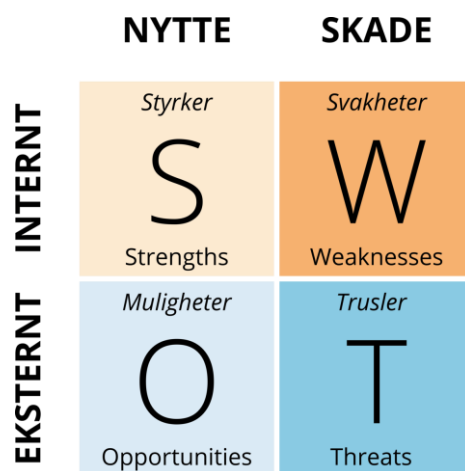 NYTTE
SKADE
INTERNT
Styrker
S
Strengths
Svakheter
W
Weaknesses
EKSTERNT
Muligheter
O
Opportunities
Trusler
T
Threats